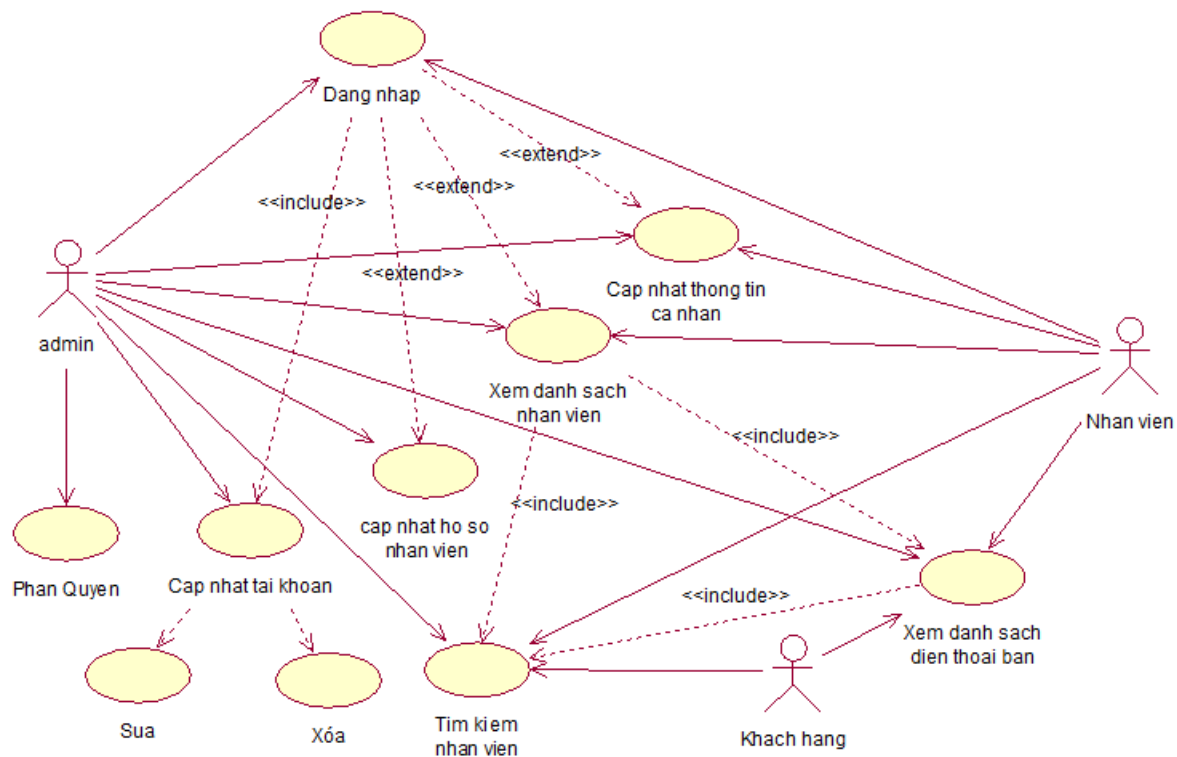 Dang nhap
<<extend>>
<<extend>>
<<include>>
<<extend>>
Cap nhat thong tin
ca nhan
admin
Xem danh sach
nhan vien
Nhan vien
<<include>>
<<include>>
cap nhat ho so
nhan vien
Phan Quyen
Cap nhat tai khoan
<<include>>
Xem danh sach
dien thoai ban
Sua
Xóa
Tim kiem
nhan vien
Khach hang